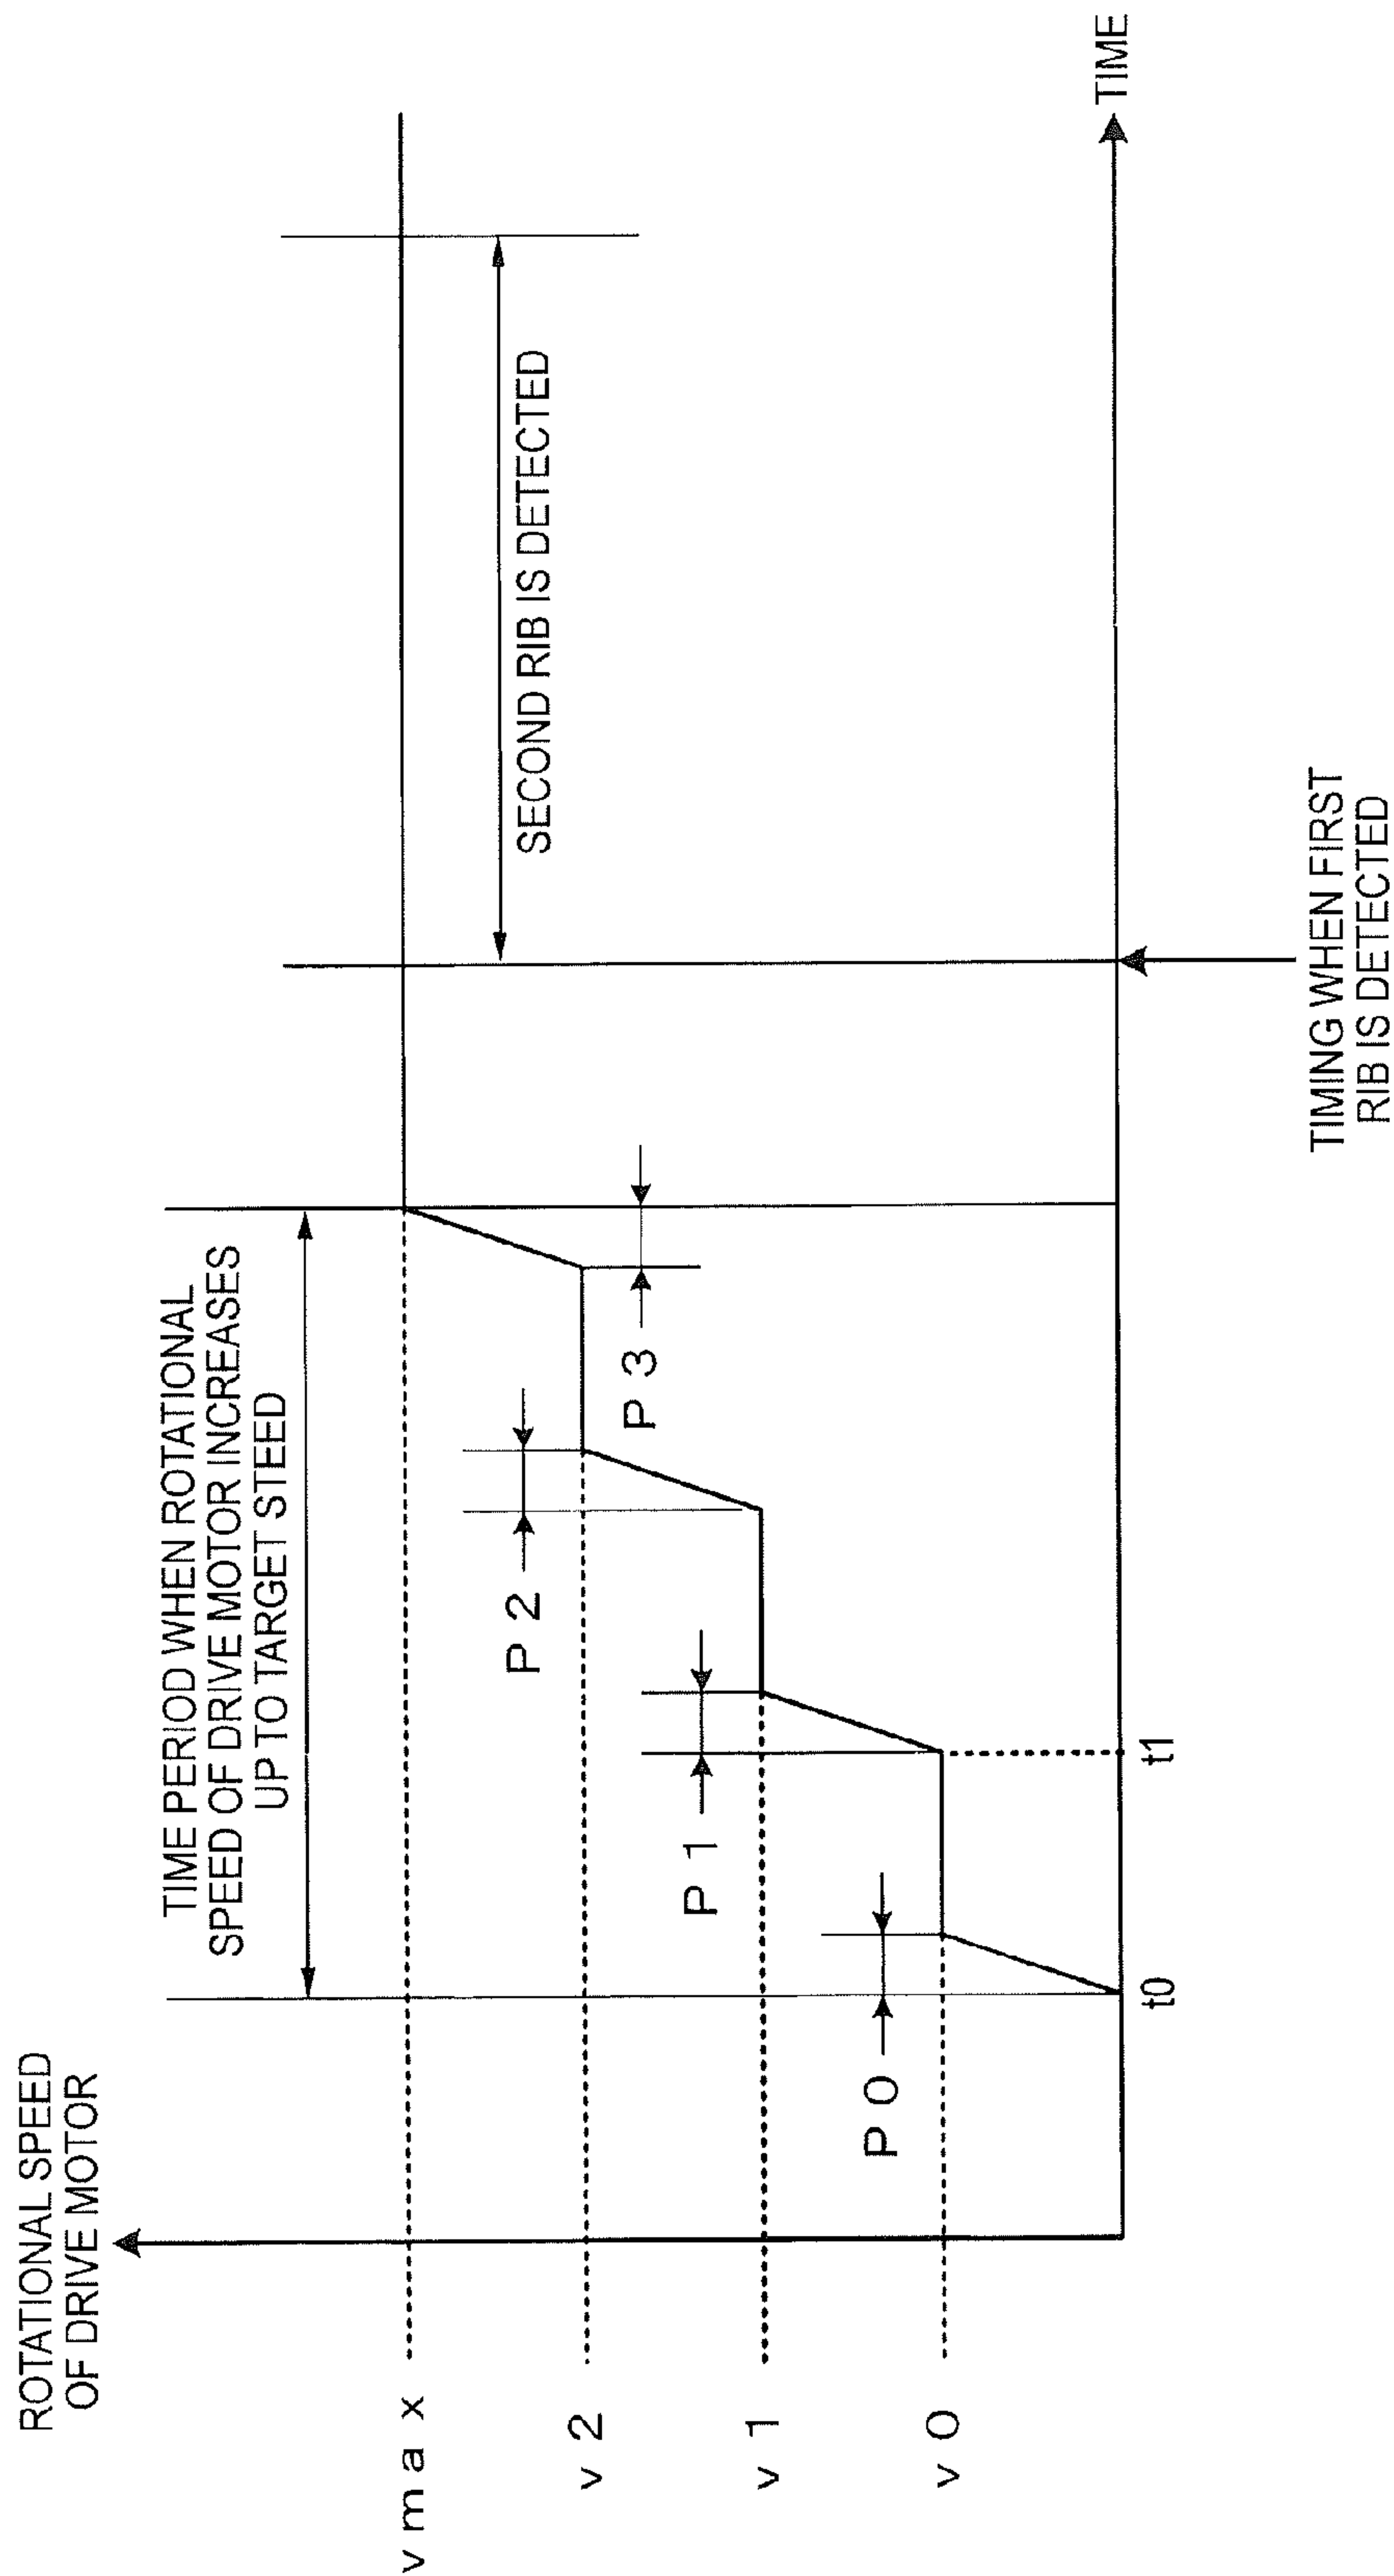 ROTATIONAL SPEED
OF DRIVE MOTOR
TIME PERIOD WHEN ROTATIONAL
SPEED OF DRIVE MOTOR INCREASES
UP TO TARGET STEED
v m a x
v 2
v 1
v 0
P 0
P 1
P 2
P 3
SECOND RIB IS DETECTED
t0
t1
TIME
TIMING WHEN FIRST
RIB IS DETECTED